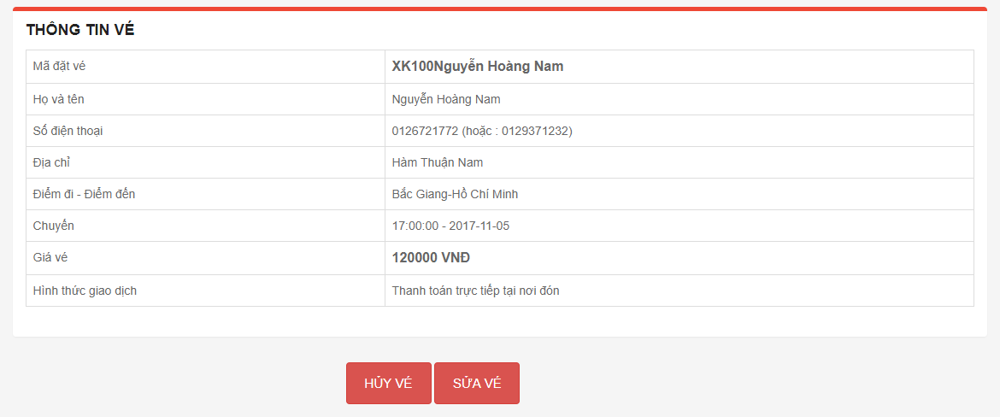 THÔNG TIN VÉ
Mã đặt vé XK100Nguyễn Hoàng Nam
Họ và tên Nguyễn Hoàng Nam
Số điện thoại 0126721772 (hoặc : 0129371232)
Địa chỉ Hàm Thuận Nam
Điểm đi - Điểm đến Bắc Giang-Hồ Chí Minh
Chuyến 17:00:00 - 2017-11-05
Giá vé 120000 VNĐ
Hình thức giao dịch Thanh toán trực tiếp tại nơi đón
HỦY VÉ SỬA VÉ